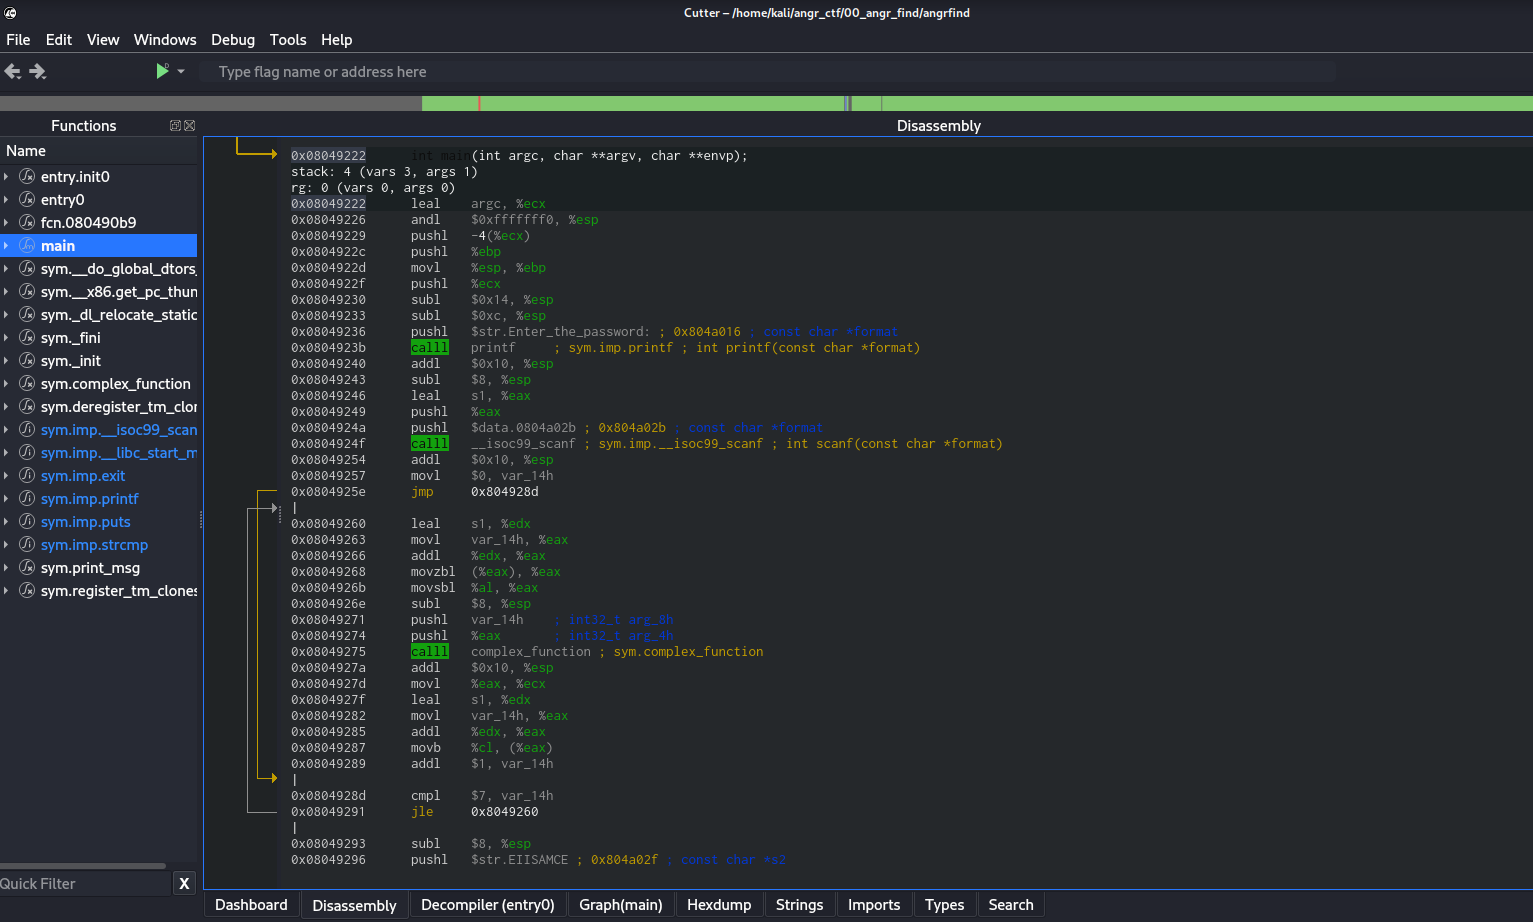 Cutter – /home/kali/angr_ctf/00_angr_find/angrfind
File Edit View Windows Debug Tools Help
Type flag name or address here
Functions
Disassembly
Name
entry.init0
entry0
fcn.080490b9
main
sym.__do_global_dtors_
sym.__x86.get_pc_thun
sym._dl_relocate_static
sym._fini
sym._init
sym.complex_function
sym.deregister_tm_clor
sym.imp.__isoc99_scan
sym.imp.__libc_start_m
sym.imp.exit
sym.imp.printf
sym.imp.puts
sym.imp.strcmp
sym.print_msg
sym.register_tm_clones
Quick Filter X
0x08049222 int main(int argc, char **argv, char **envp);
stack: 4 (vars 3, args 1)
rg: 0 (vars 0, args 0)
0x08049222 leal argc, %ecx
0x08049226 andl $0xfffffff0, %esp
0x08049229 pushl -4(%ecx)
0x0804922c pushl %ebp
0x0804922d movl %esp, %ebp
0x0804922f pushl %ecx
0x08049230 subl $0x14, %esp
0x08049233 subl $0xc, %esp
0x08049236 pushl $str.Enter_the_password: ; 0x804a016 ; const char *format
0x0804923b calll printf ; sym.imp.printf ; int printf(const char *format)
0x08049240 addl $0x10, %esp
0x08049243 subl $8, %esp
0x08049246 leal s1, %eax
0x08049249 pushl %eax
0x0804924a pushl $data.0804a02b ; 0x804a02b ; const char *format
0x0804924f calll __isoc99_scanf ; sym.imp.__isoc99_scanf ; int scanf(const char *format)
0x08049254 addl $0x10, %esp
0x08049257 movl $0, var_14h
0x0804925e jmp 0x804928d
0x08049260 leal s1, %edx
0x08049263 movl var_14h, %eax
0x08049266 addl %edx, %eax
0x08049268 movzbl (%eax), %eax
0x0804926b movsbl %al, %eax
0x0804926e subl $8, %esp
0x08049271 pushl var_14h ; int32_t arg_8h
0x08049274 pushl %eax ; int32_t arg_4h
0x08049275 calll complex_function ; sym.complex_function
0x0804927a addl $0x10, %esp
0x0804927d movl %eax, %ecx
0x0804927f leal s1, %edx
0x08049282 movl var_14h, %eax
0x08049285 addl %edx, %eax
0x08049287 movb %cl, (%eax)
0x08049289 addl $1, var_14h
0x0804928d cmpl $7, var_14h
0x08049291 jle 0x8049260
0x08049293 subl $8, %esp
0x08049296 pushl $str.EIISAMCE ; 0x804a02f ; const char *s2
Dashboard Disassembly Decompiler (entry0) Graph(main) Hexdump Strings Imports Types Search